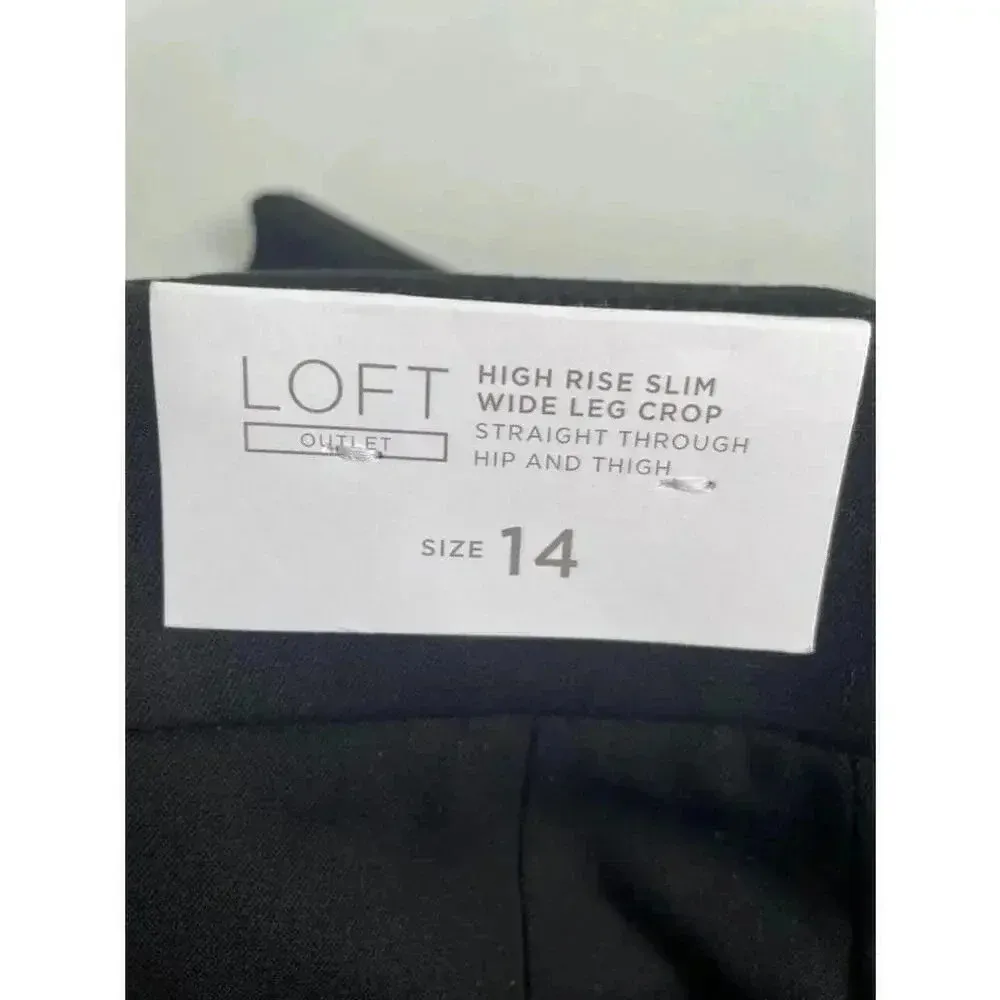 LOFT
OUTLET
HIGH RISE SLIM
WIDE LEG CROP
STRAIGHT THROUGH
HIP AND THIGH
SIZE 14